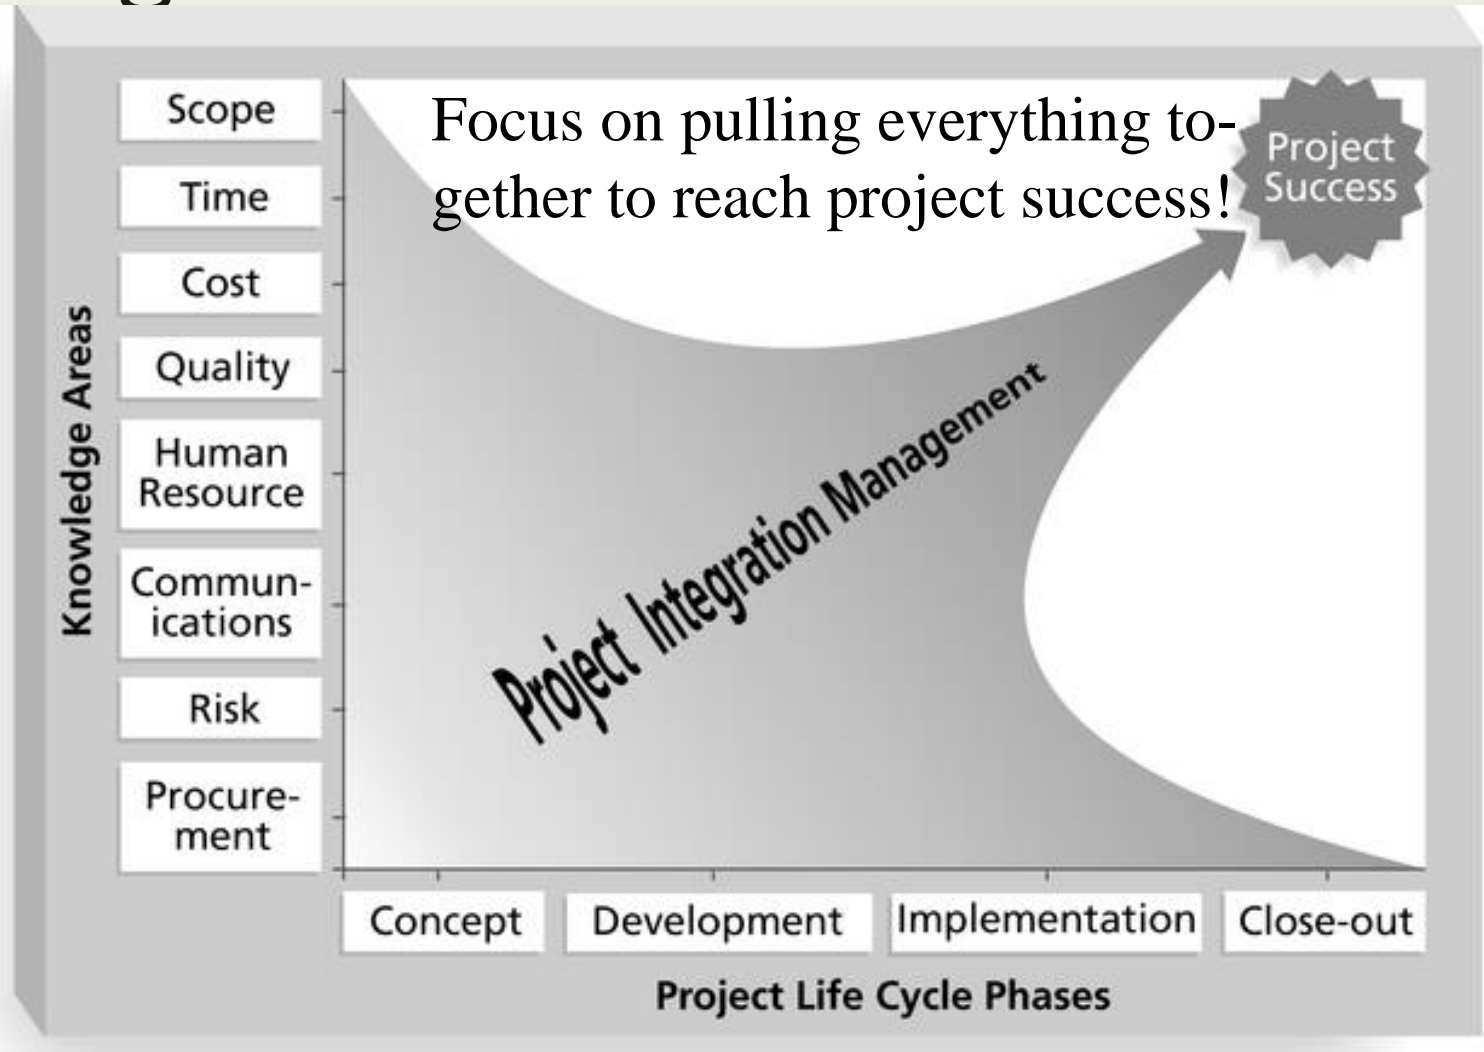 Focus on pulling everything to-
gether to reach project success!
Project
Success
Knowledge Areas
Scope
Time
Cost
Quality
Human
Resource
Commun-
ications
Risk
Procure-
ment
Project Integration Management
Concept
Development
Implementation
Close-out
Project Life Cycle Phases